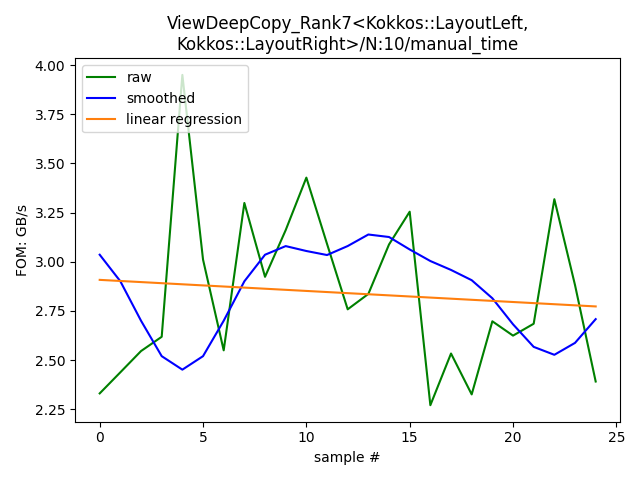 ViewDeepCopy_Rank7<Kokkos::LayoutLeft,
Kokkos::LayoutRight>/N:10/manual_time
raw
smoothed
linear regression
FOM: GB/s
4.00
3.75
3.50
3.25
3.00
2.75
2.50
2.25
0
5
10
15
20
25
sample #